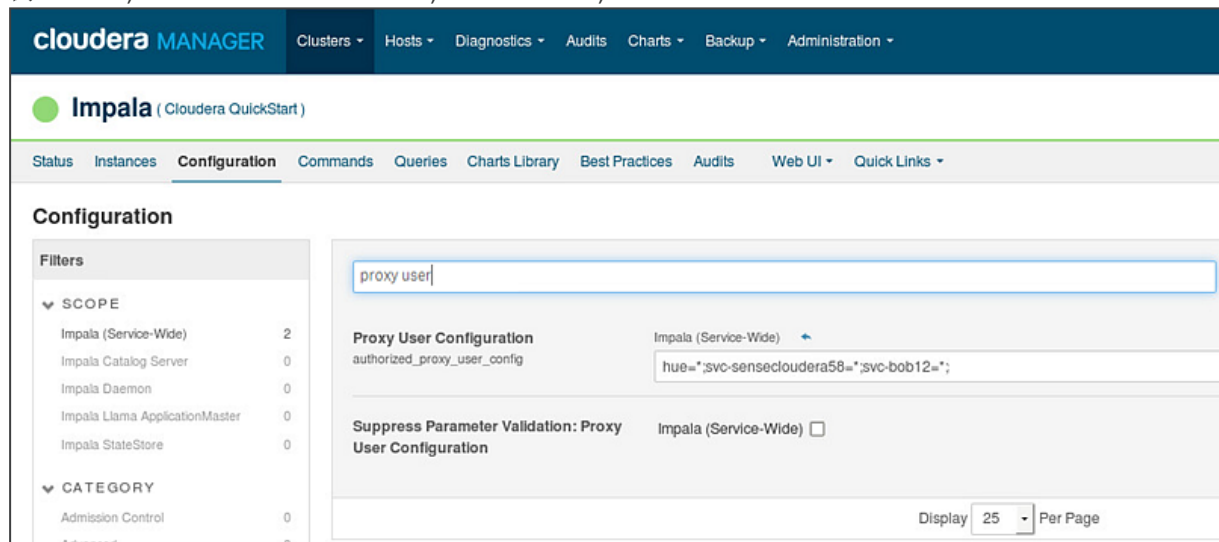 cloudera MANAGER Clusters Hosts Diagnostics Audits Charts Backup Administration
Impala ( Cloudera QuickStart )
Status Instances Configuration Commands Queries Charts Library Best Practices Audits Web UI Quick Links
Configuration
Filters
SCOPE
Impala (Service-Wide) 2
Impala Catalog Server 0
Impala Daemon 0
Impala Llama ApplicationMaster 0
Impala StateStore 0
CATEGORY
Admission Control 0
proxy user
Proxy User Configuration
authorized_proxy_user_config
Impala (Service-Wide)
hue=*;svc-sensecloudera58=*;svc-bob12=*;
Suppress Parameter Validation: Proxy
User Configuration
Impala (Service-Wide)
Display 25 Per Page